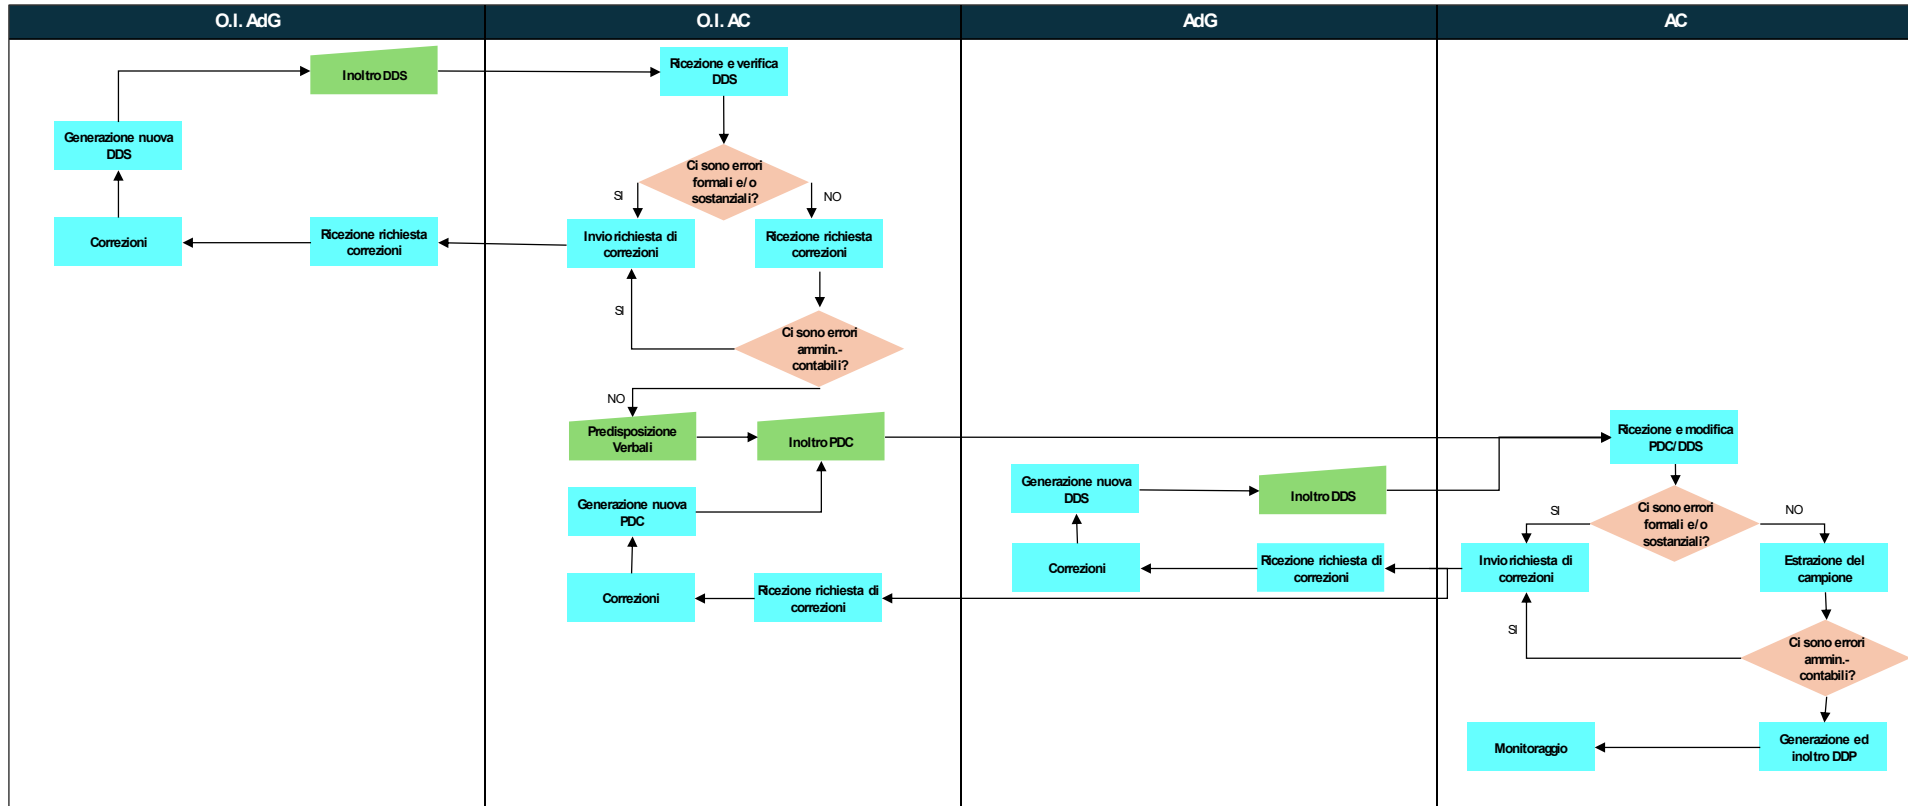 O.I. AdG
O.I. AC
AdG
AC
Inoltro DDS
Ricezione e verifica
DDS
Generazione nuova
DDS
Ci sono errori
formali e/o
sostanziali?
SI
NO
Correzioni
Ricezione richiesta
correzioni
Invio richiesta di
correzioni
Ricezione richiesta
correzioni
SI
Ci sono errori
ammin.-
contabili?
NO
Predisposizione
Verbali
Inoltro PDC
Ricezione e modifica
PDC/DDS
Generazione nuova
DDS
Inoltro DDS
Generazione nuova
PDC
SI
Ci sono errori
formali e/o
sostanziali?
NO
Correzioni
Ricezione richiesta di
correzioni
Invio richiesta di
correzioni
Estrazione del
campione
Correzioni
Ricezione richiesta di
correzioni
SI
Ci sono errori
ammin.-
contabili?
Monitoraggio
Generazione ed
inoltro DDP